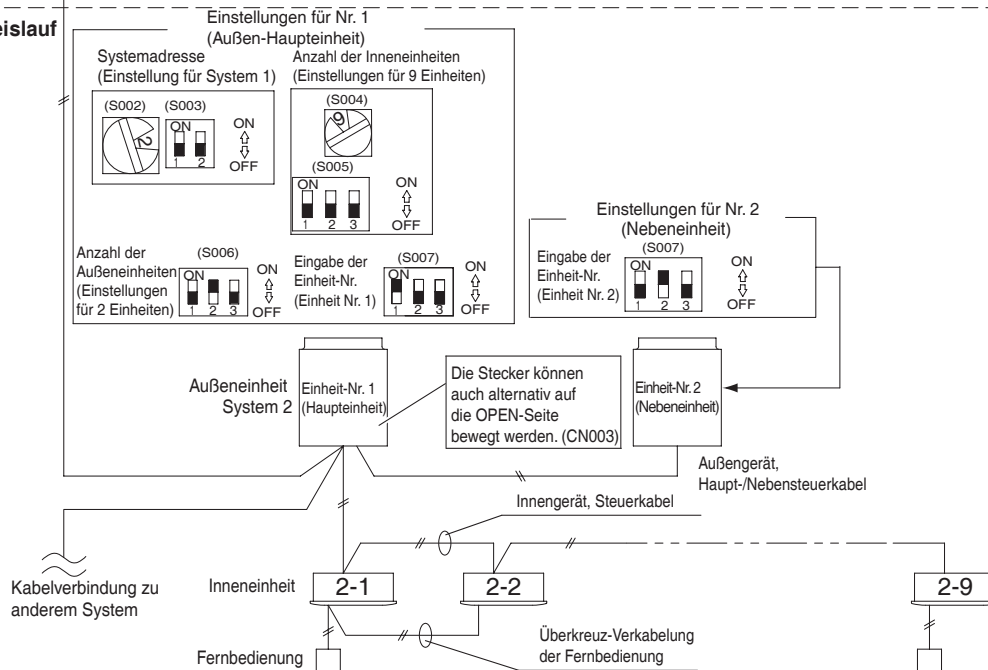 eislauf
Einstellungen für Nr. 1
(Außen-Haupteinheit)
Systemadresse
(Einstellung für System 1)
(S002)
(S003)
2
ON
1 2
ON
OFF
Anzahl der Inneneinheiten
(Einstellungen für 9 Einheiten)
(S004)
9
(S005)
ON
1 2 3
ON
OFF
Anzahl der
Außeneinheiten
(Einstellungen
für 2 Einheiten)
(S006)
ON
1 2 3
ON
OFF
Eingabe der
Einheit-Nr.
(Einheit Nr. 1)
(S007)
ON
1 2 3
ON
OFF
Einstellungen für Nr. 2
(Nebeneinheit)
Eingabe der
Einheit-Nr.
(Einheit Nr. 2)
(S007)
ON
1 2 3
ON
OFF
Außeneinheit
System 2
Einheit-Nr. 1
(Haupteinheit)
Die Stecker können
auch alternativ auf
die OPEN-Seite
bewegt werden. (CN003)
Einheit-Nr. 2
(Nebeneinheit)
Außengerät,
Haupt-/Nebensteuerkabel
Innengerät, Steuerkabel
Kabelverbindung zu
anderem System
Inneneinheit
2-1
2-2
2-9
Fernbedienung
Überkreuz-Verkabelung
der Fernbedienung